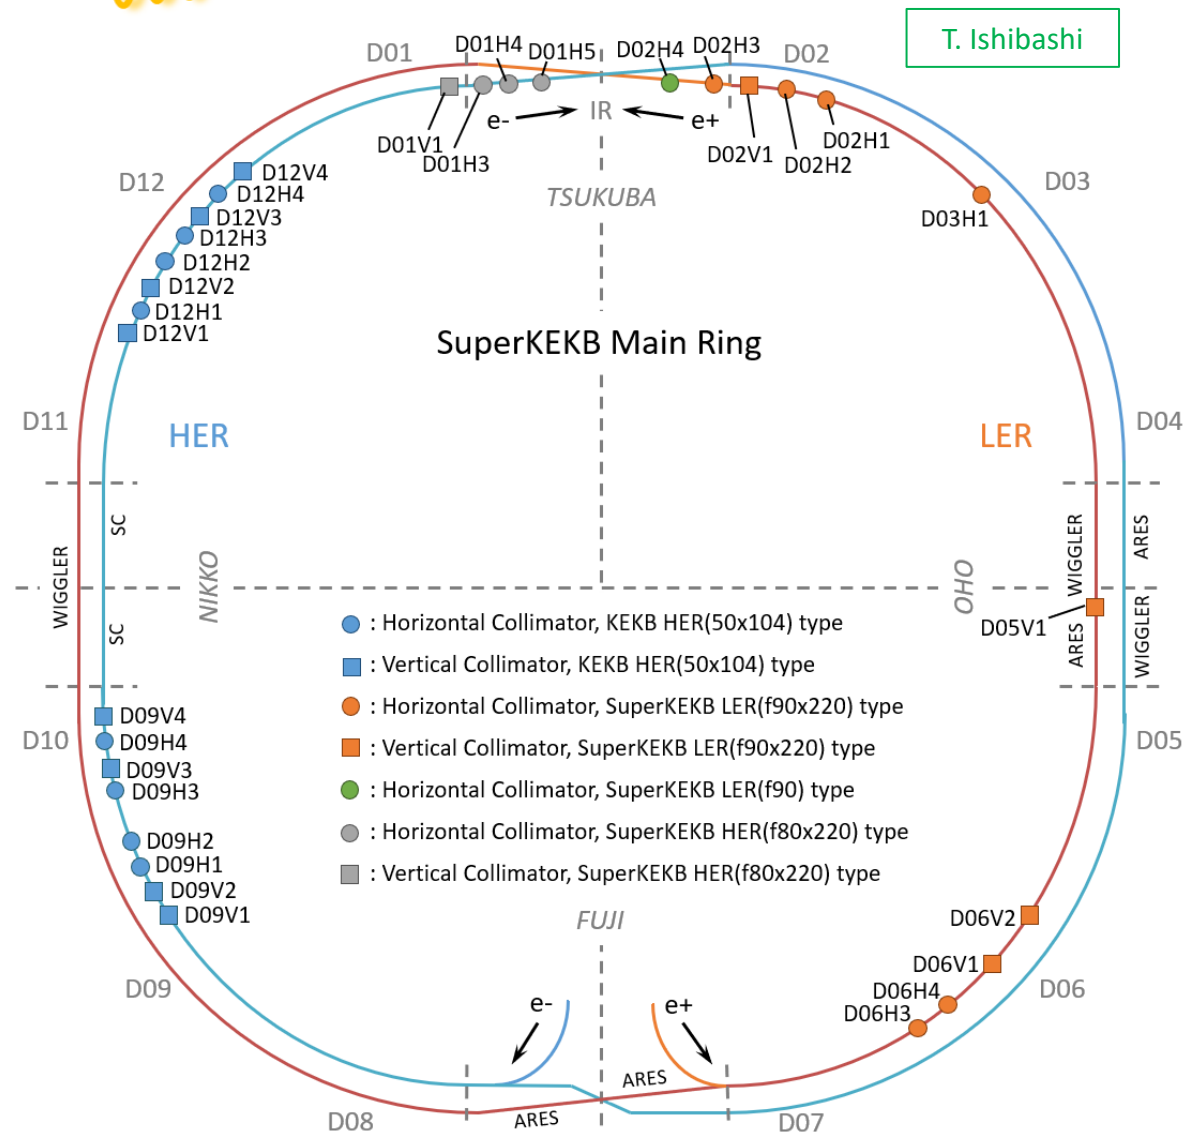 T. Ishibashi
D01H4
D01H5
D02H4
D02H3
D01
D02
IR
e-
e+
D01V1
D01H3
D02V1
D02H2
D02H1
TSUKUBA
D12
D12V4
D12H4
D12V3
D12H3
D12H2
D12V2
D12H1
D12V1
D03
D03H1
SuperKEKB Main Ring
D11
HER
LER
D04
SC
WIGGLER
ARES
WIGGLER
NIKKO
OHO
SC
D05V1
ARES
WIGGLER
: Horizontal Collimator, KEKB HER(50x104) type
: Vertical Collimator, KEKB HER(50x104) type
: Horizontal Collimator, SuperKEKB LER(f90x220) type
: Vertical Collimator, SuperKEKB LER(f90x220) type
: Horizontal Collimator, SuperKEKB LER(f90) type
: Horizontal Collimator, SuperKEKB HER(f80x220) type
: Vertical Collimator, SuperKEKB HER(f80x220) type
D09V4
D10
D09H4
D09V3
D09H3
D09H2
D09H1
D09V2
D09V1
D05
FUJI
D06V2
D06V1
D06H4
D06H3
D09
D06
e-
e+
ARES
ARES
D08
D07